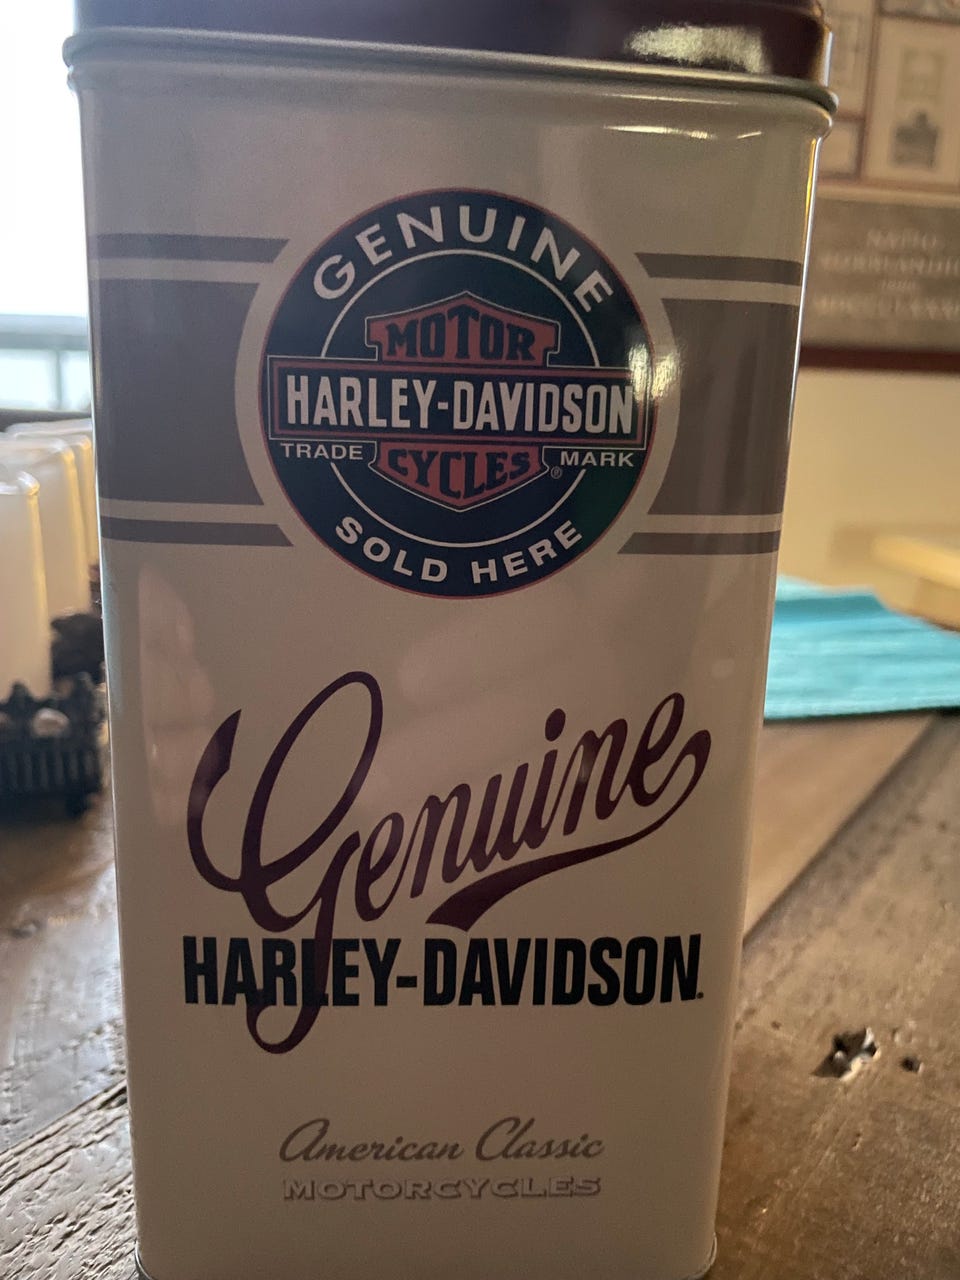 GENUINE
MOTOR
HARLEY-DAVIDSON
TRADE MARK
CYCLES ®
SOLD HERE
Genuine
HARLEY-DAVIDSON.
American Classic
MOTORCYCLES